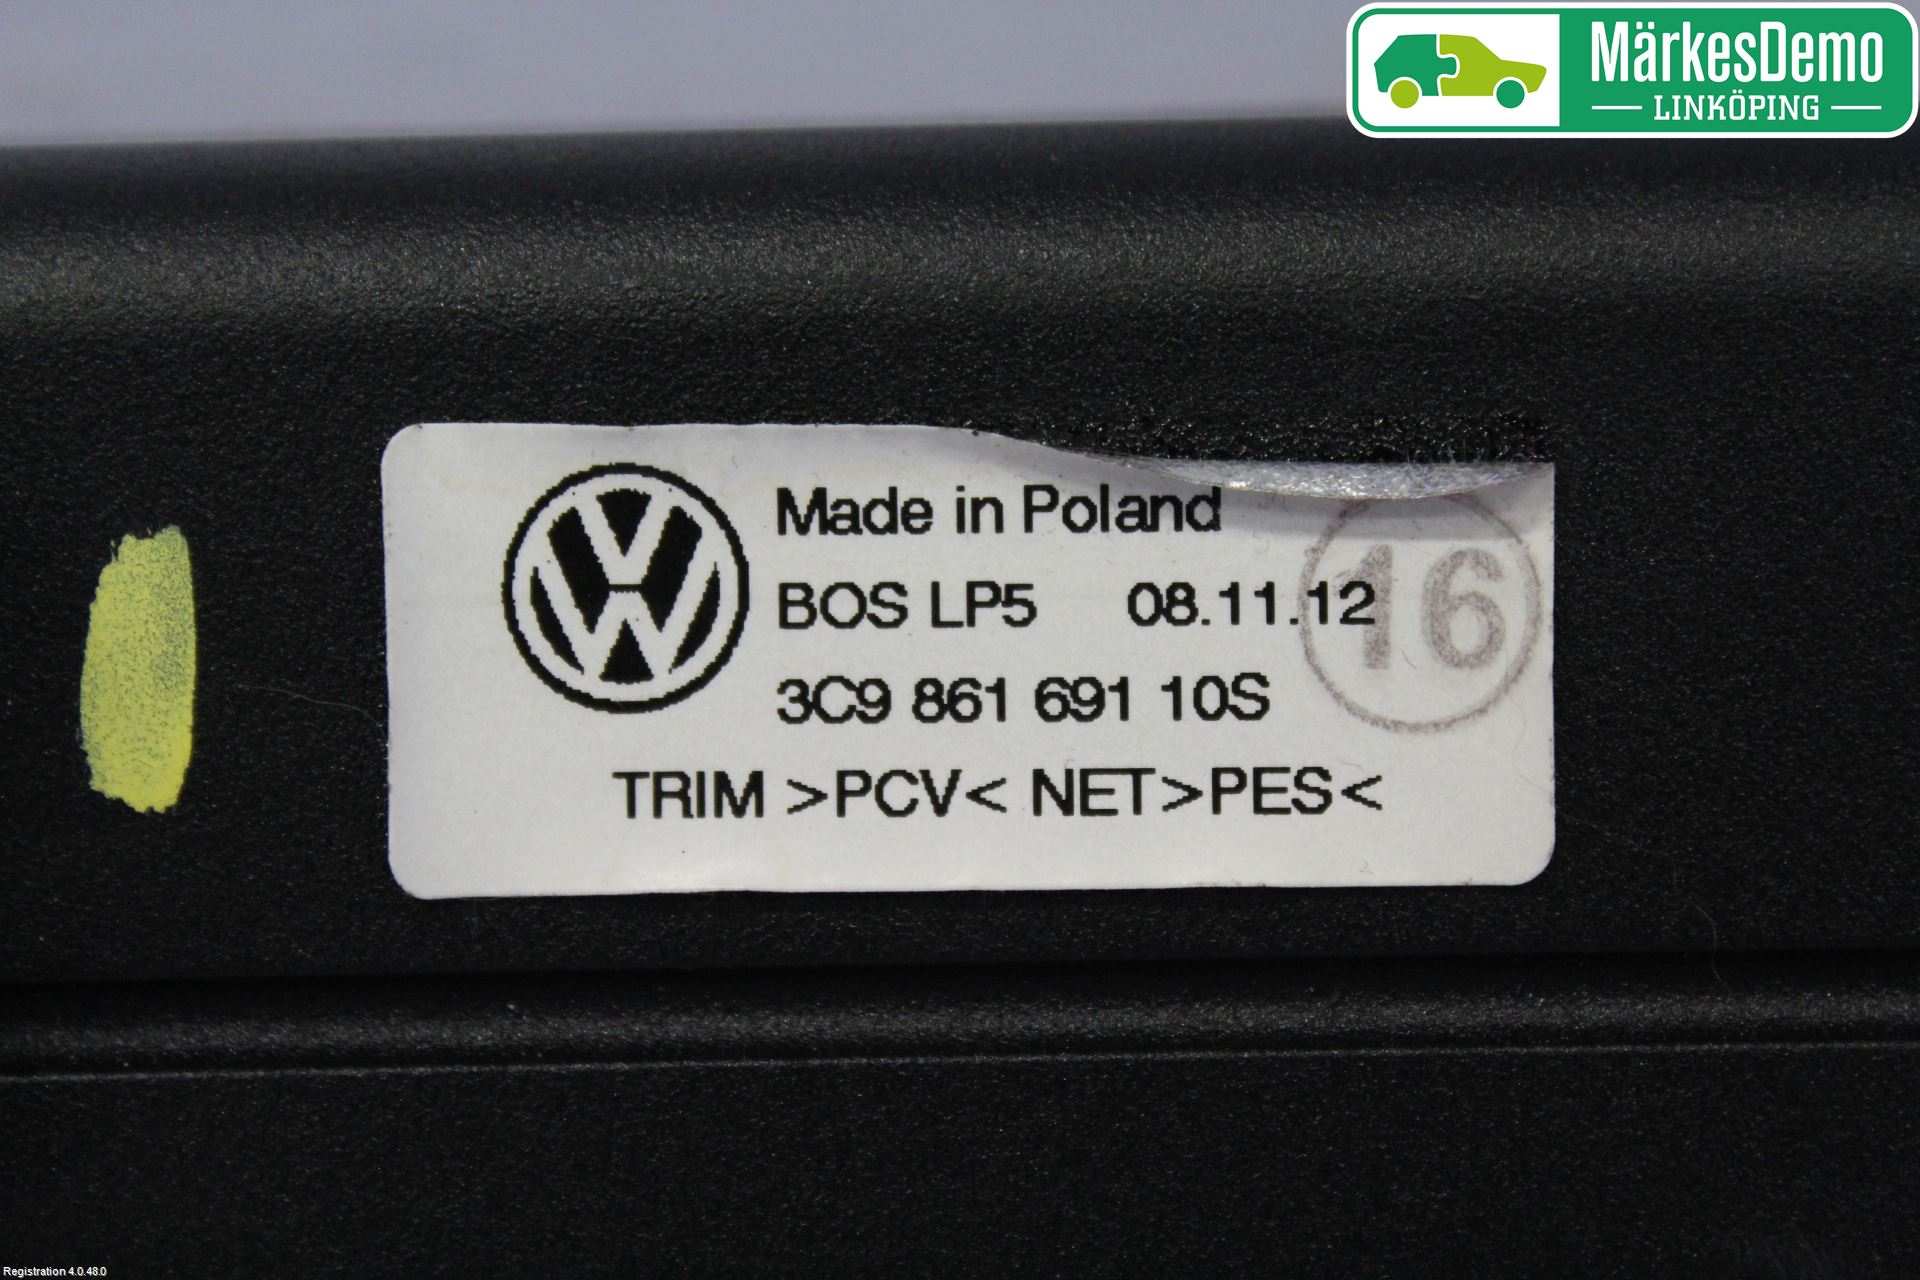 MärkesDemo
LINKÖPING
Made in Poland
BOS LP5 08.11.12
16
3C9 861 691 10S
TRIM >PCV< NET>PES<
Registration 4.0.48.0